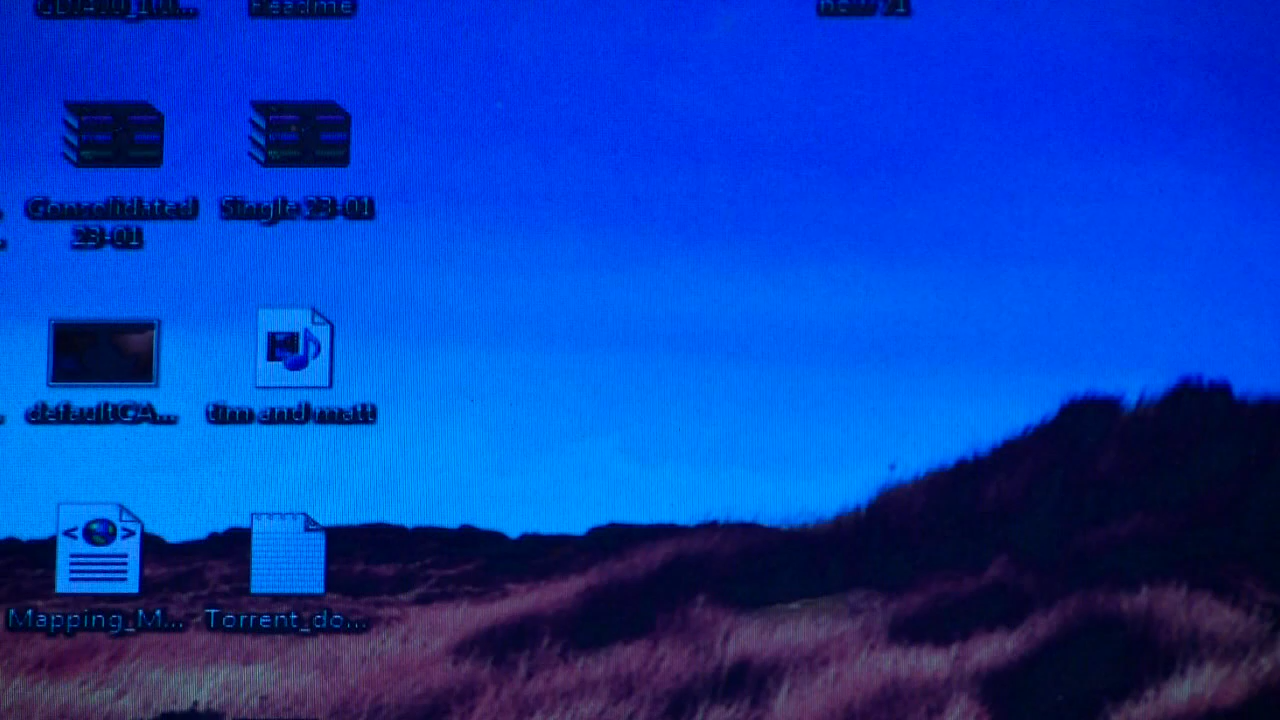 Readme
Consolidated
23-01
Single 23-01
defaultCA...
tim and matt
Mapping_M...
Torrent_do...